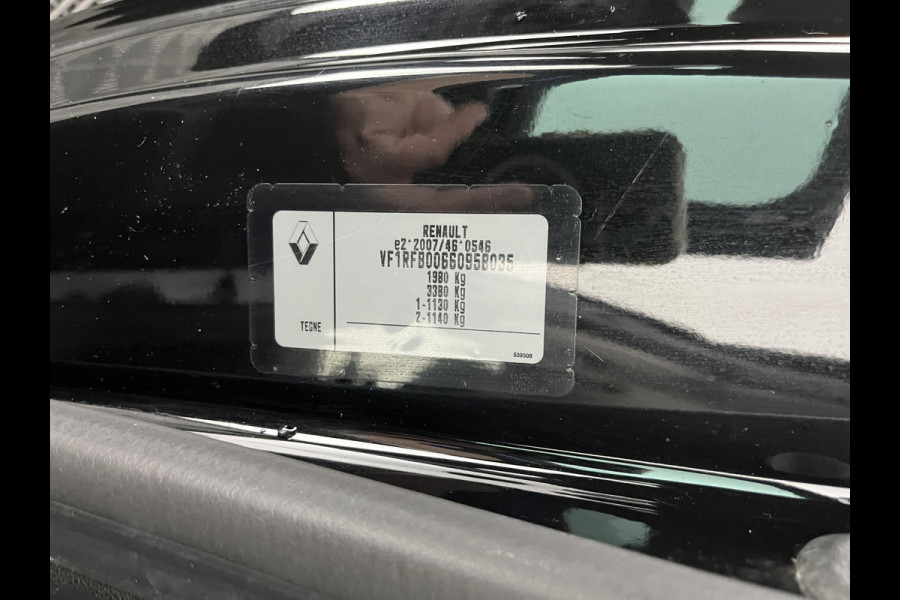 RENAULT
e2*2007/46*0546
VF1RFB00660958035
1980 Kg
3380 Kg
1-1130 Kg
2-1140 Kg
TEGNE
539508